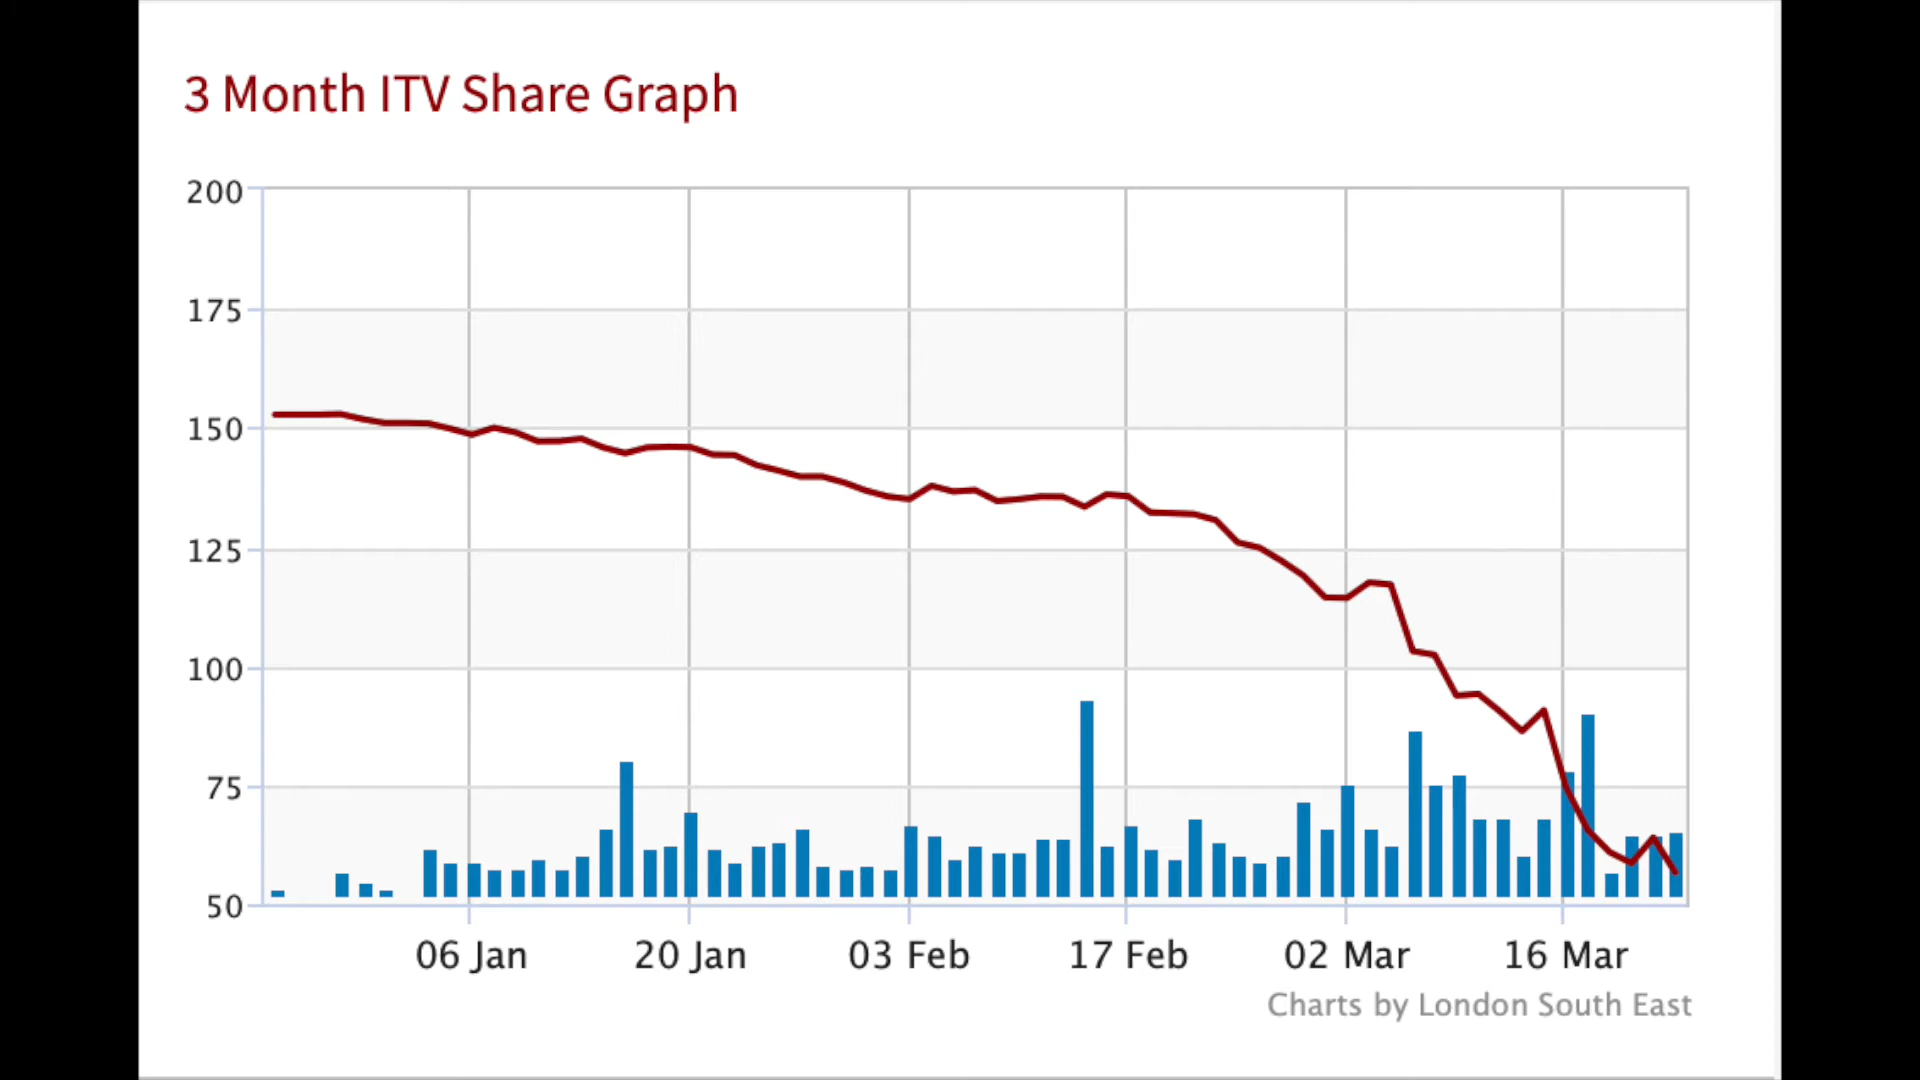 3 Month ITV Share Graph
200
175
150
125
100
75
50
06 Jan 20 Jan 03 Feb 17 Feb 02 Mar 16 Mar
Charts by London South East